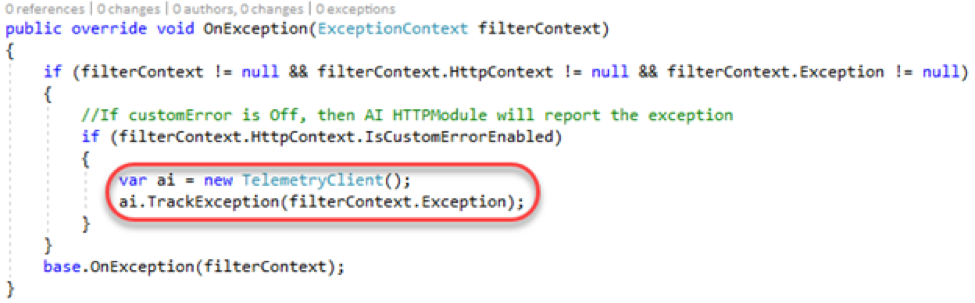 0 references | 0 changes | 0 authors, 0 changes | 0 exceptions
public override void OnException(ExceptionContext filterContext)
{
if (filterContext != null && filterContext.HttpContext != null && filterContext.Exception != null)
{
//If customError is Off, then AI HTTPModule will report the exception
if (filterContext.HttpContext.IsCustomErrorEnabled)
{
var ai = new TelemetryClient();
ai.TrackException(filterContext.Exception);
}
}
base.OnException(filterContext);
}